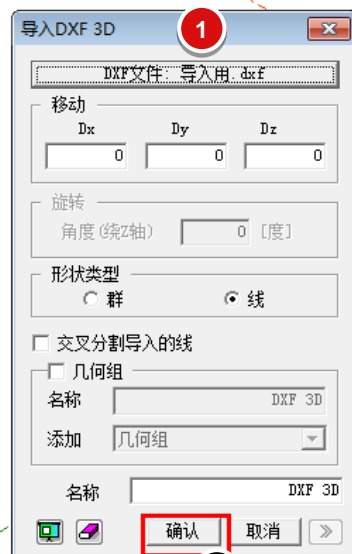 导入DXF 3D
1
DXF文件: 导入用.dxf
移动
Dx Dy Dz
0 0 0
旋转
角度(绕Z轴) 0 [度]
形状类型
群 线
交叉分割导入的线
几何组
名称 DXF 3D
添加 几何组
名称 DXF 3D
确认 取消 >>